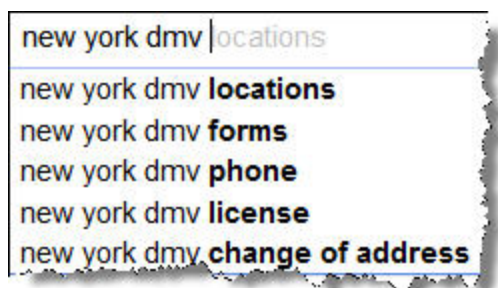 new york dmv locations
new york dmv locations
new york dmv forms
new york dmv phone
new york dmv license
new york dmv change of address